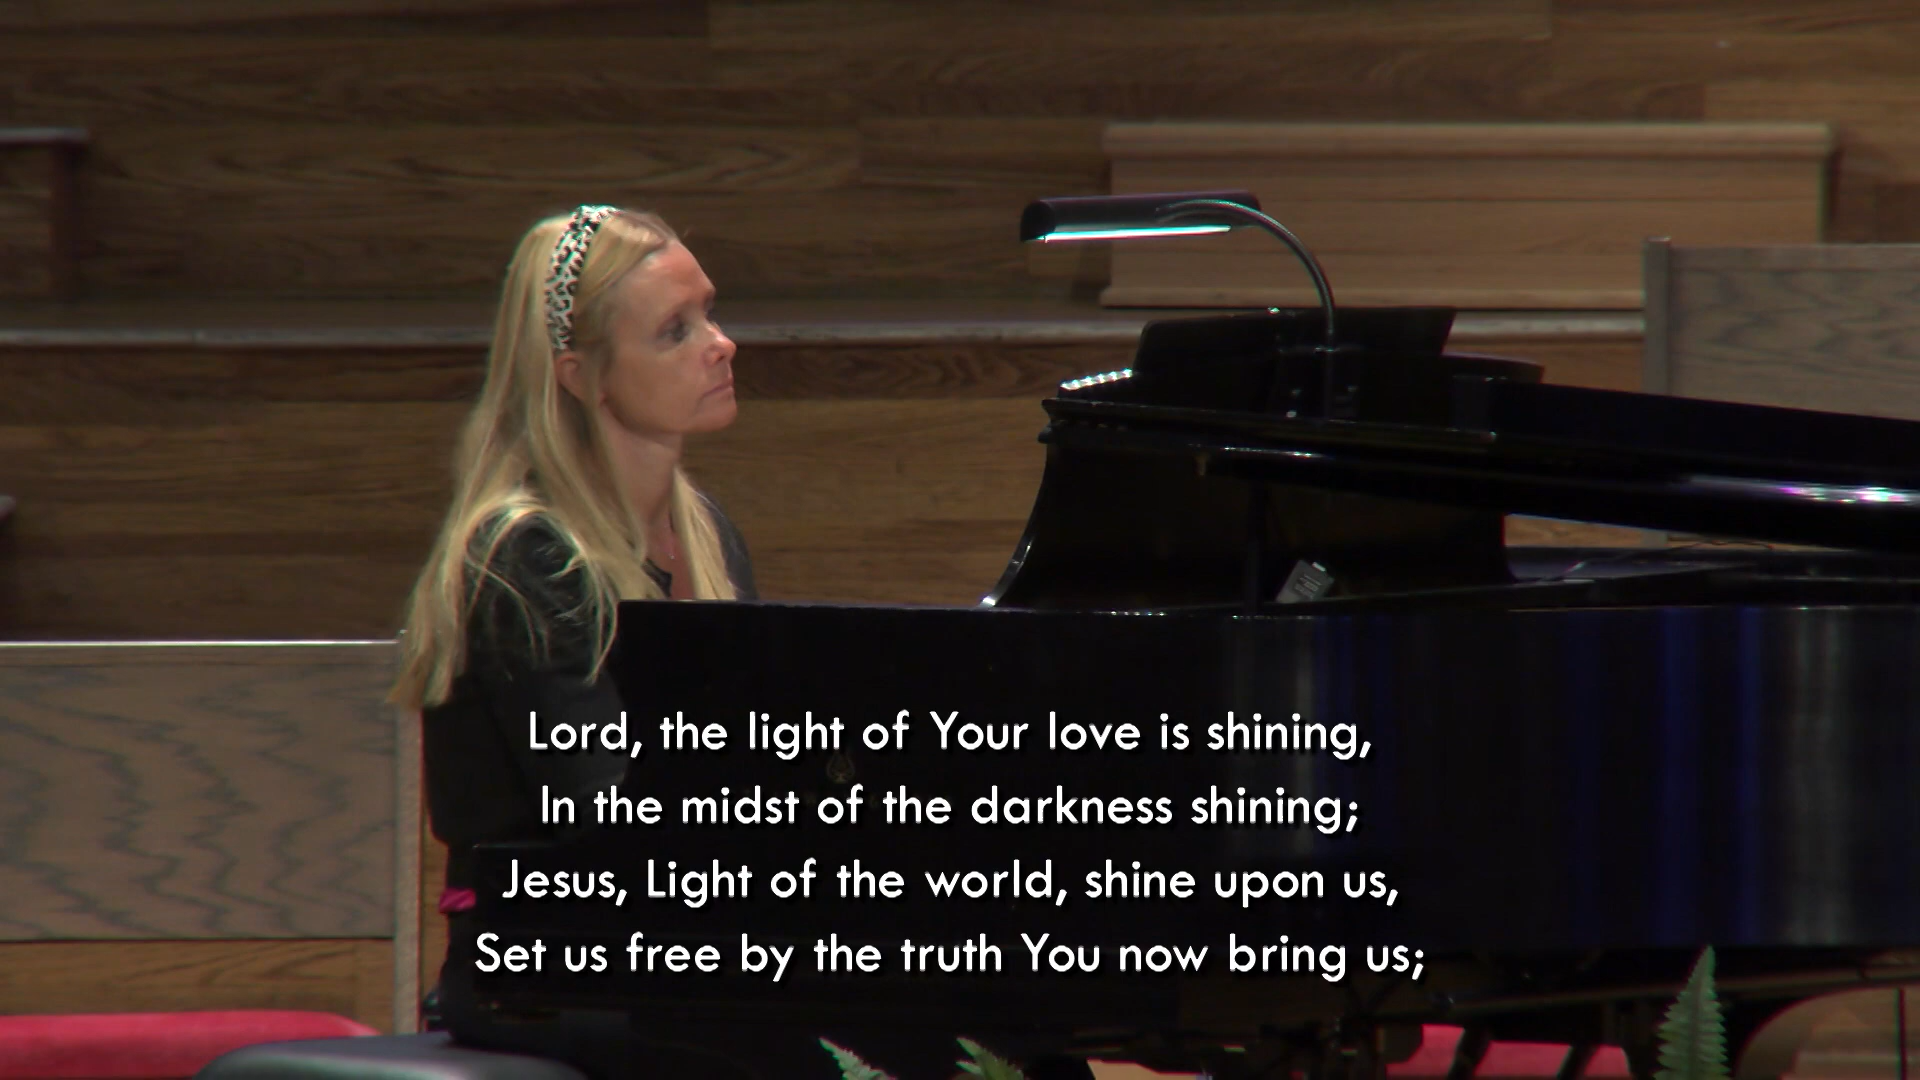 Lord, the light of Your love is shining,
In the midst of the darkness shining;
Jesus, Light of the world, shine upon us,
Set us free by the truth You now bring us;